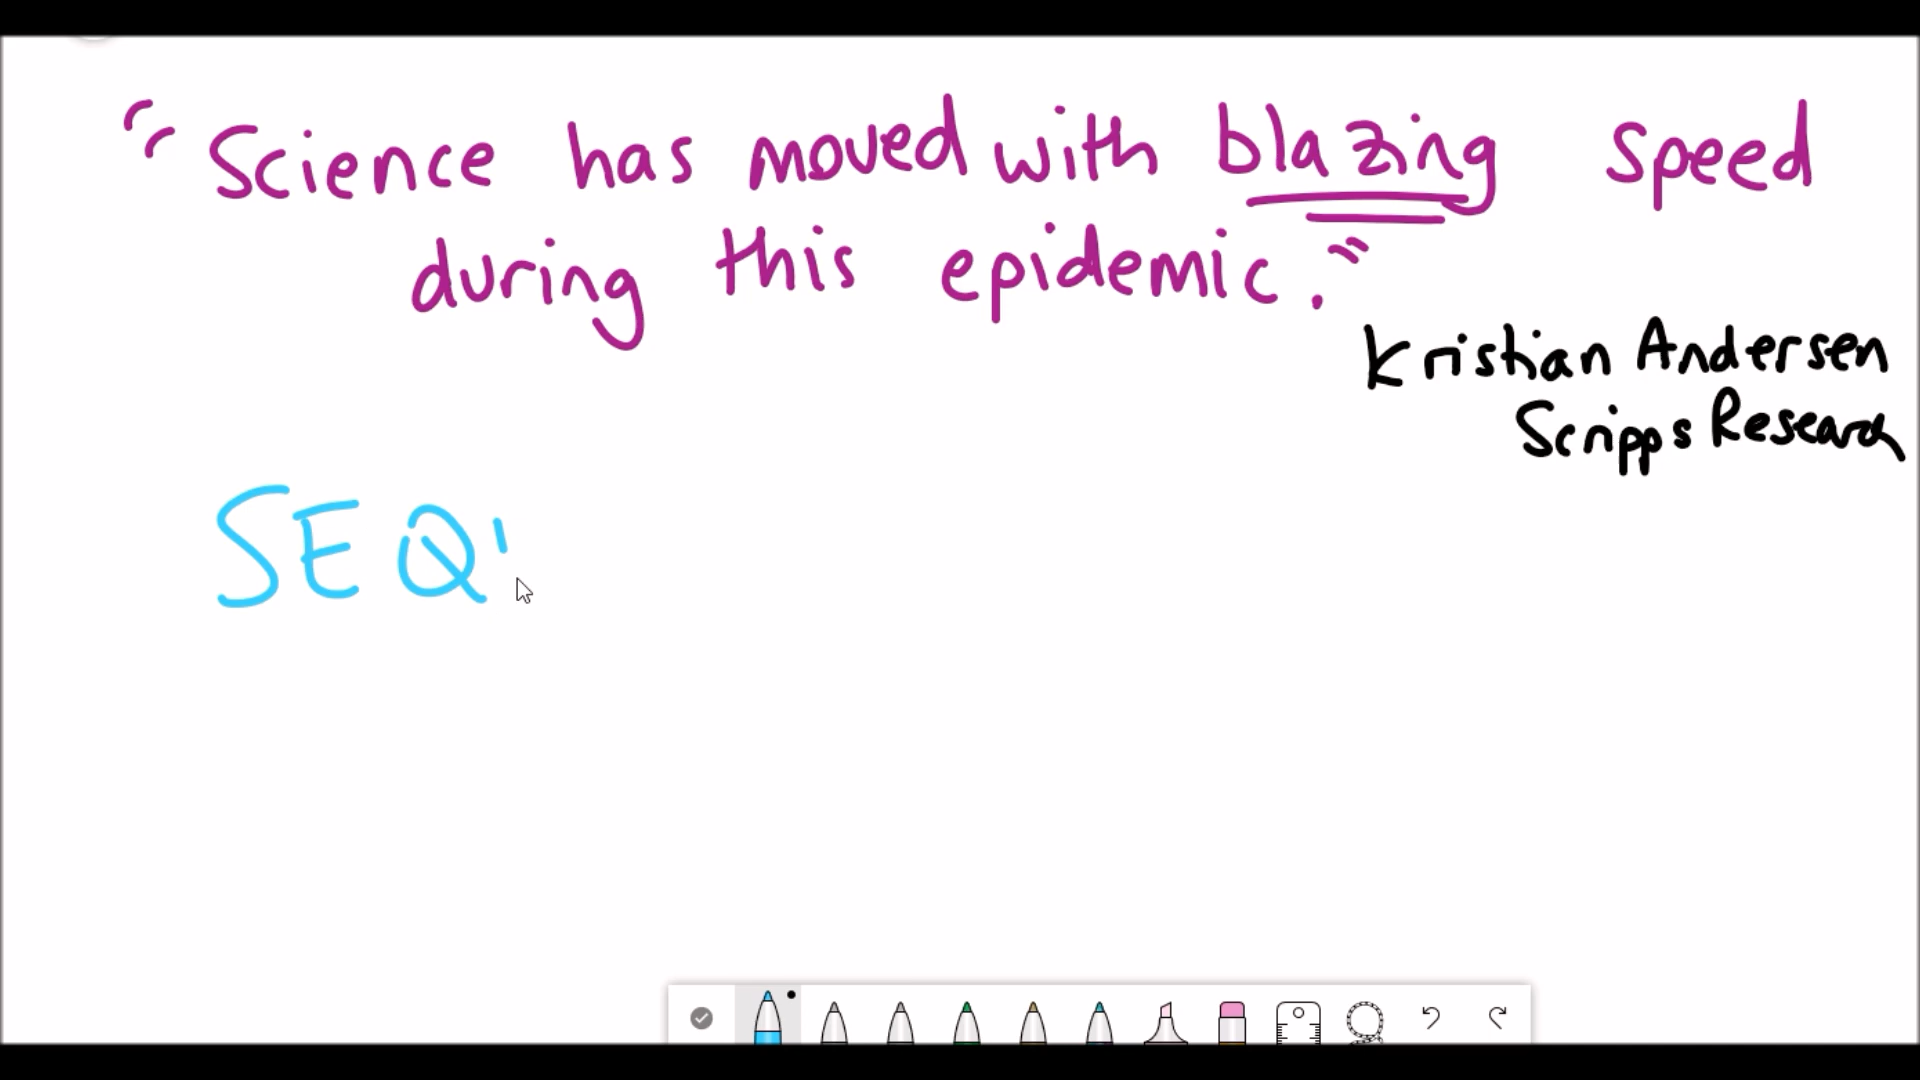 "Science has moved with blazing speed
during this epidemic."
Kristian Andersen
Scripps Research
SEQ